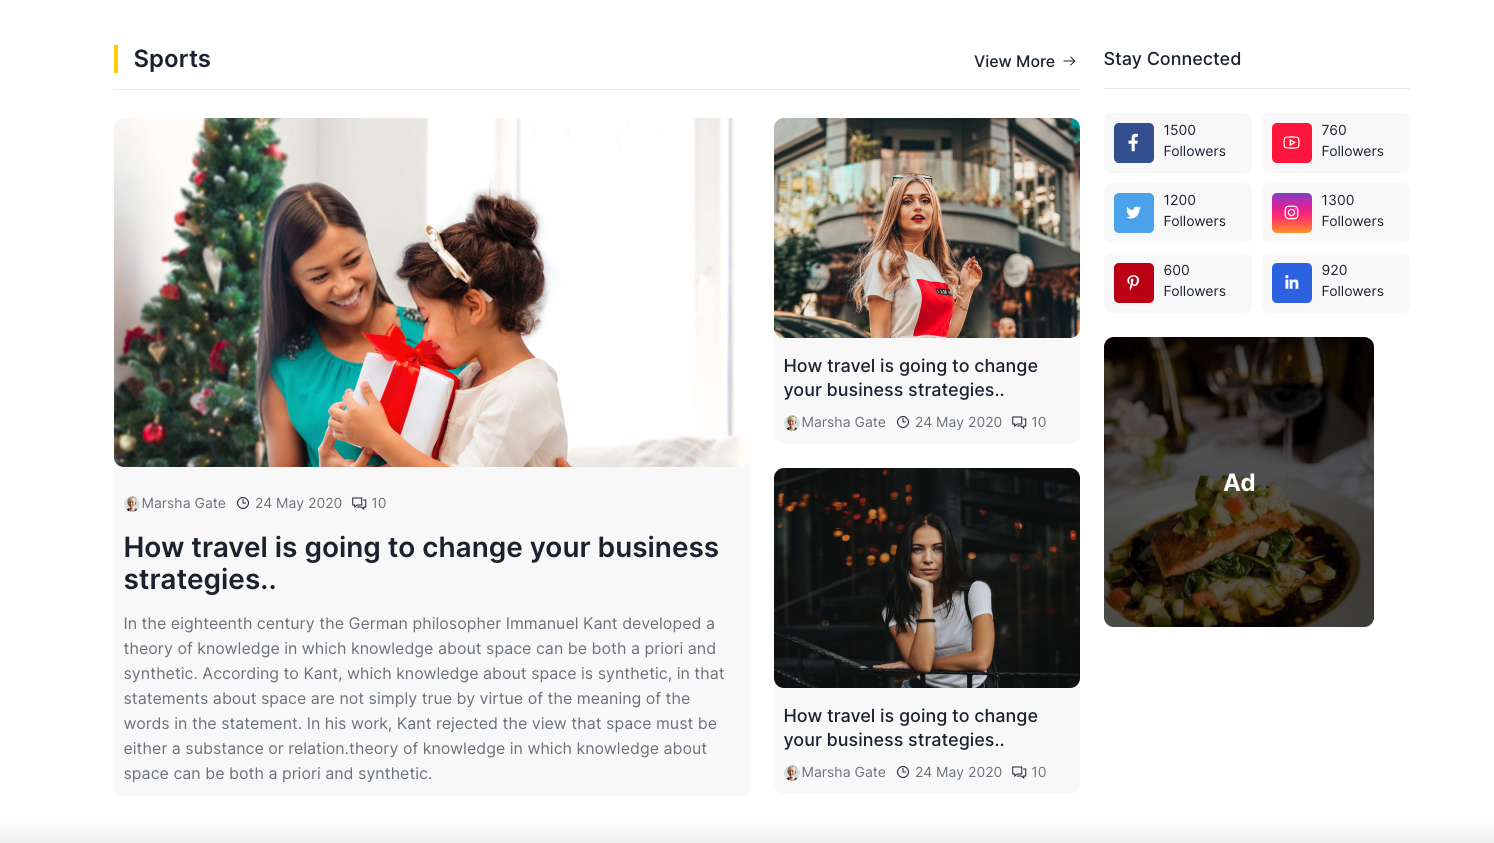 Sports
View More
Marsha Gate 24 May 2020 10
How travel is going to change your business
strategies..
In the eighteenth century the German philosopher Immanuel Kant developed a
theory of knowledge in which knowledge about space can be both a priori and
synthetic. According to Kant, which knowledge about space is synthetic, in that
statements about space are not simply true by virtue of the meaning of the
words in the statement. In his work, Kant rejected the view that space must be
either a substance or relation.theory of knowledge in which knowledge about
space can be both a priori and synthetic.
How travel is going to change
your business strategies..
Marsha Gate 24 May 2020 10
How travel is going to change
your business strategies..
Marsha Gate 24 May 2020 10
Stay Connected
1500
Followers
760
Followers
1200
Followers
1300
Followers
600
Followers
920
Followers
Ad